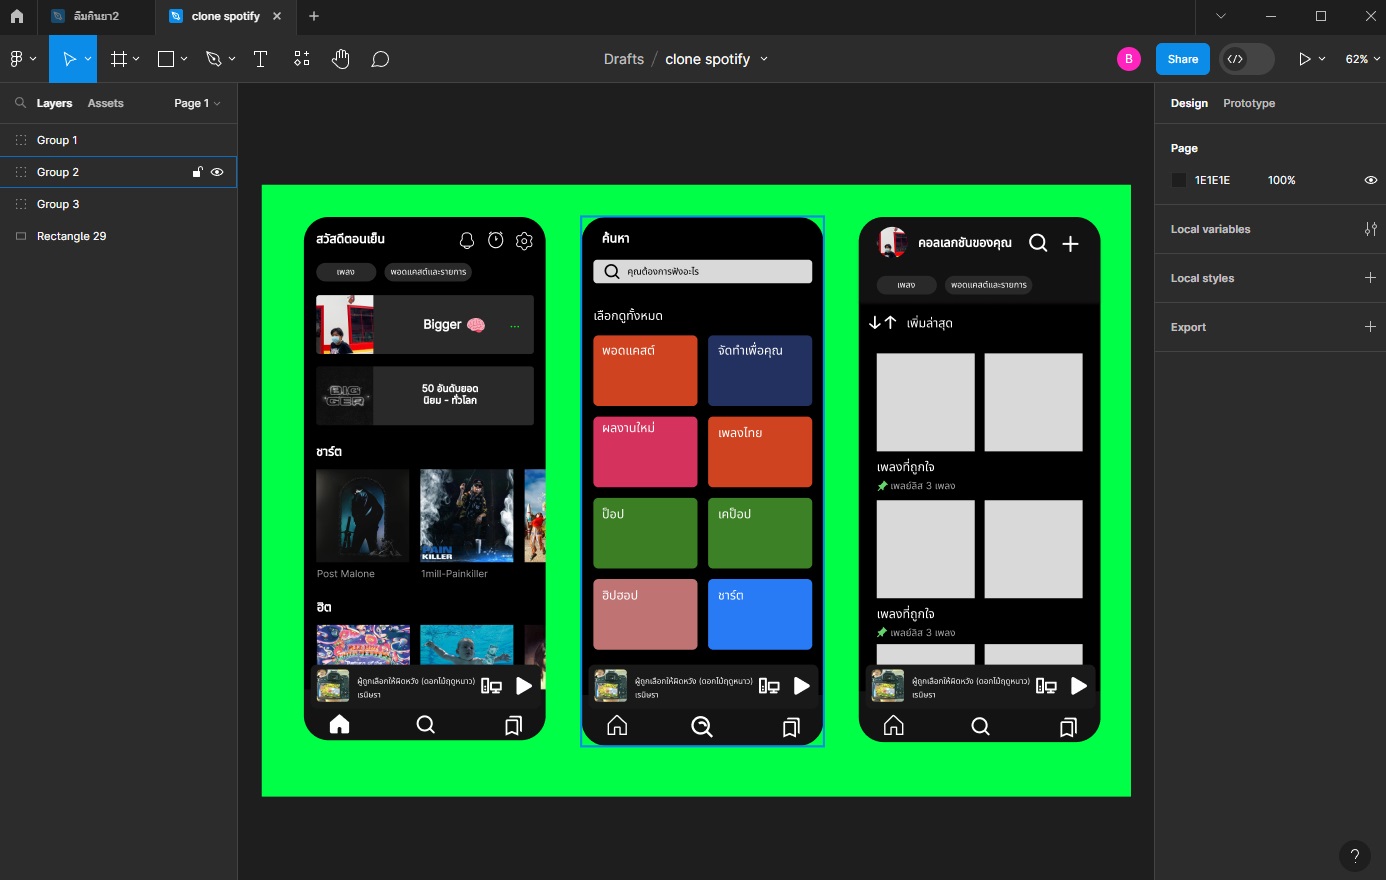 ลืมกินยา2
clone spotify
Drafts / clone spotify
B
Share
62%
Layers
Assets
Page 1
Group 1
Group 2
Group 3
Rectangle 29
สวัสดีตอนเย็น
เพลง
พอดแคสต์และรายการ
Bigger 🧠
...
BIG
GER
50 อันดับยอด
นิยม - ทั่วโลก
ชาร์ต
PAIN
KILLER
Post Malone
1mill-Painkiller
ฮิต
ผู้ถูกเลือกให้ผิดหวัง (ดอกไม้ฤดูหนาว)
เรนิษรา
ค้นหา
คุณต้องการฟังอะไร
เลือกดูทั้งหมด
พอดแคสต์
จัดทำเพื่อคุณ
ผลงานใหม่
เพลงไทย
ป๊อป
เคป็อป
ฮิปฮอป
ชาร์ต
ผู้ถูกเลือกให้ผิดหวัง (ดอกไม้ฤดูหนาว)
เรนิษรา
คอลเลกชันของคุณ
เพลง
พอดแคสต์และรายการ
เพิ่มล่าสุด
เพลงที่ถูกใจ
เพลย์ลิส 3 เพลง
เพลงที่ถูกใจ
เพลย์ลิส 3 เพลง
ผู้ถูกเลือกให้ผิดหวัง (ดอกไม้ฤดูหนาว)
เรนิษรา
Design
Prototype
Page
1E1E1E
100%
Local variables
Local styles
Export
?